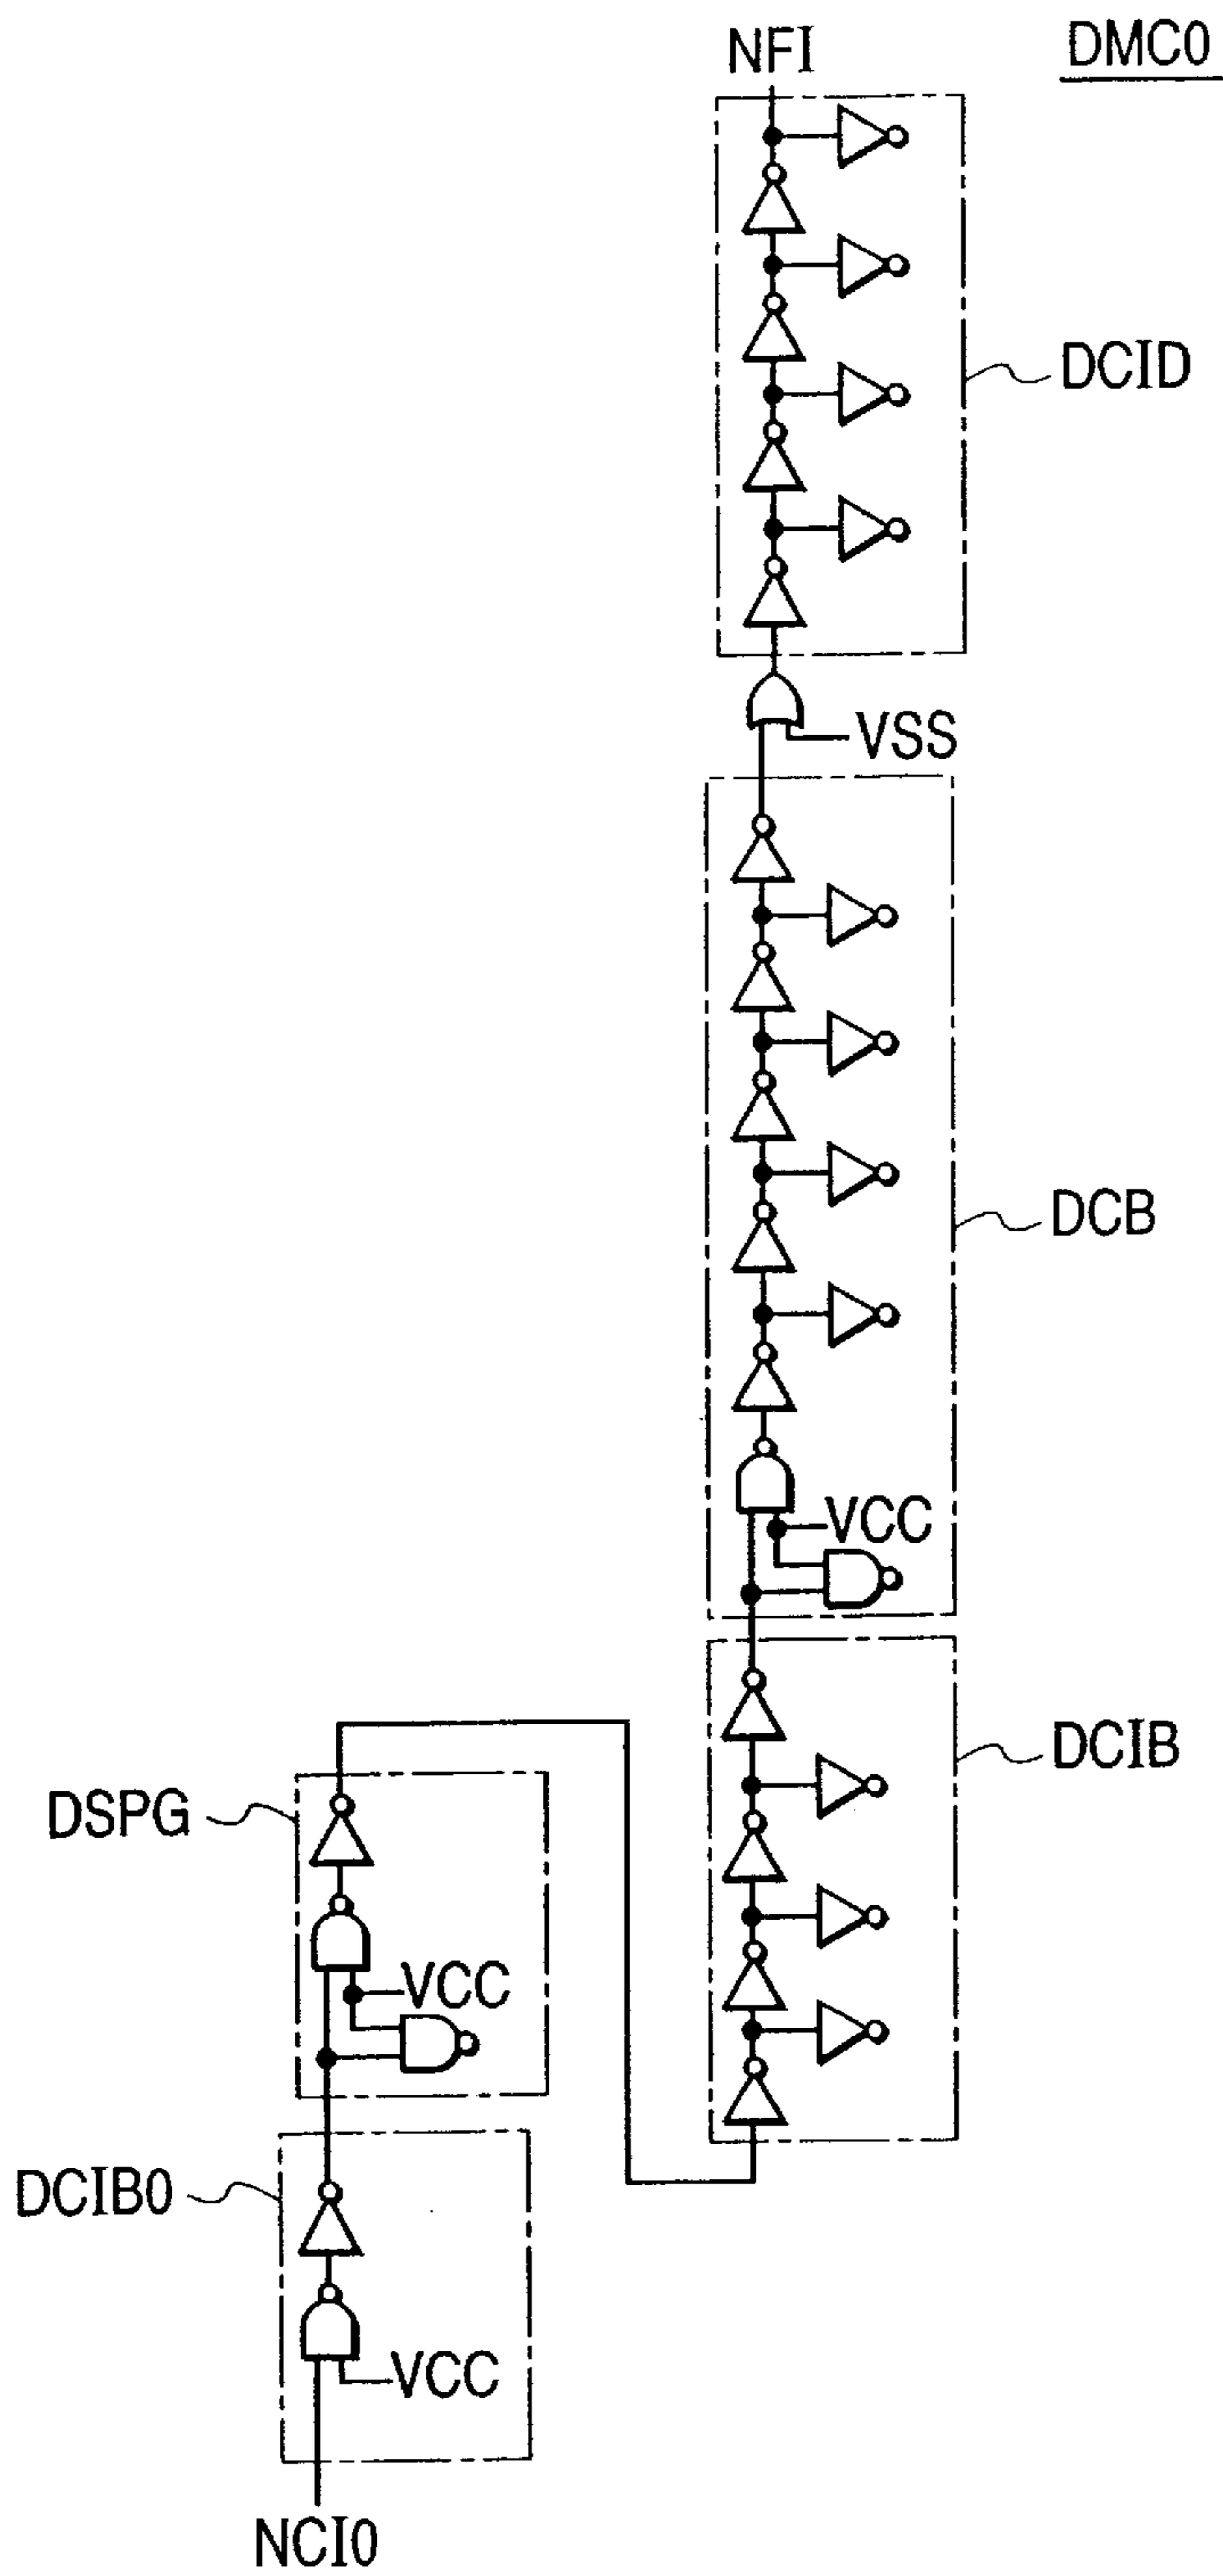 NFI
DMC0
DCID
VSS
DCB
VCC
DCIB
DSPG
VCC
DCIB0
VCC
NCI0